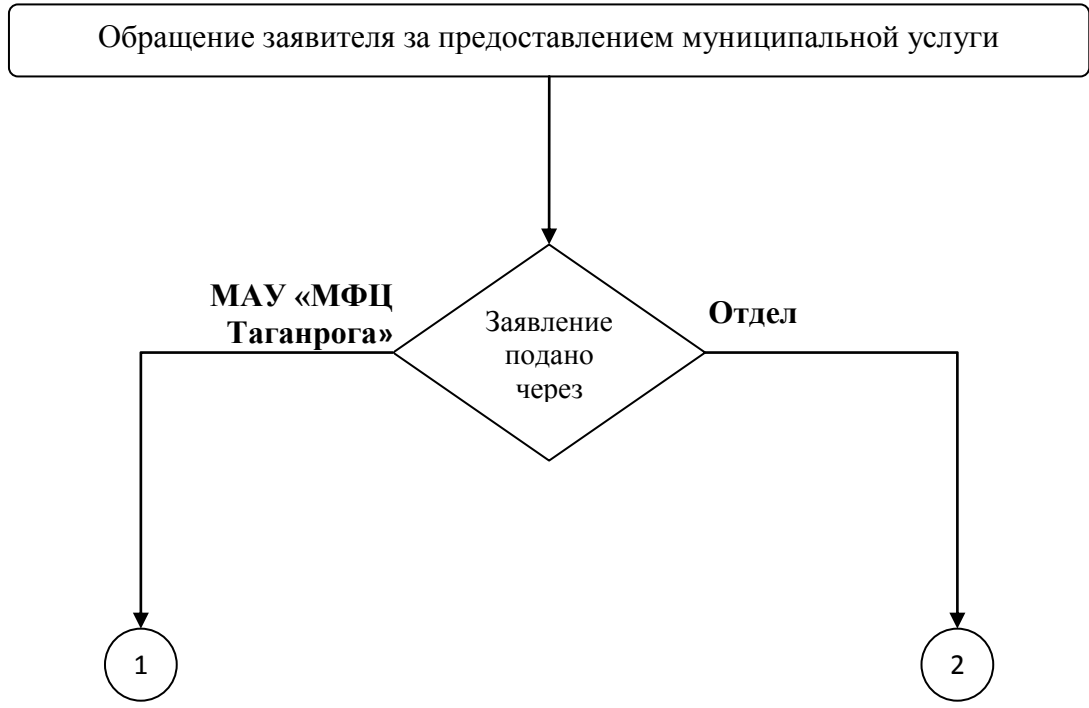 Обращение заявителя за предоставлением муниципальной услуги
МАУ «МФЦ
Таганрога»
Заявление
подано
через
Отдел
1
2